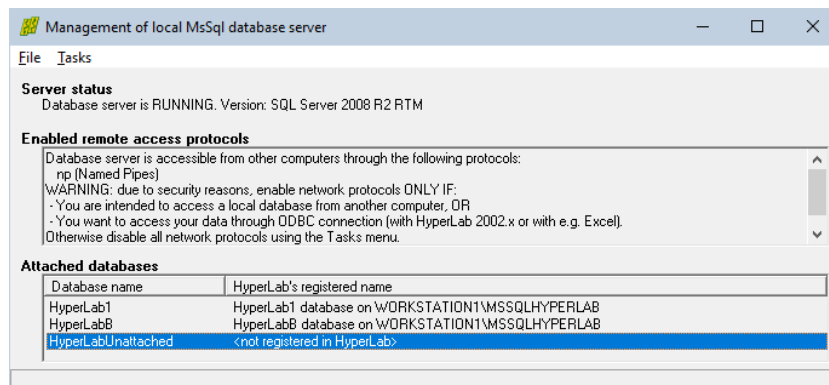 Management of local MsSql database server
File Tasks
Server status
Database server is RUNNING. Version: SQL Server 2008 R2 RTM
Enabled remote access protocols
Database server is accessible from other computers through the following protocols:
np (Named Pipes)
WARNING: due to security reasons, enable network protocols ONLY IF:
- You are intended to access a local database from another computer, OR
- You want to access your data through ODBC connection (with HyperLab 2002.x or with e.g. Excel).
Otherwise disable all network protocols using the Tasks menu.
Attached databases
Database name HyperLab's registered name
HyperLab1 HyperLab1 database on WORKSTATION1\MSSQLHYPERLAB
HyperLabB HyperLabB database on WORKSTATION1\MSSQLHYPERLAB
HyperLabUnattached <not registered in HyperLab>